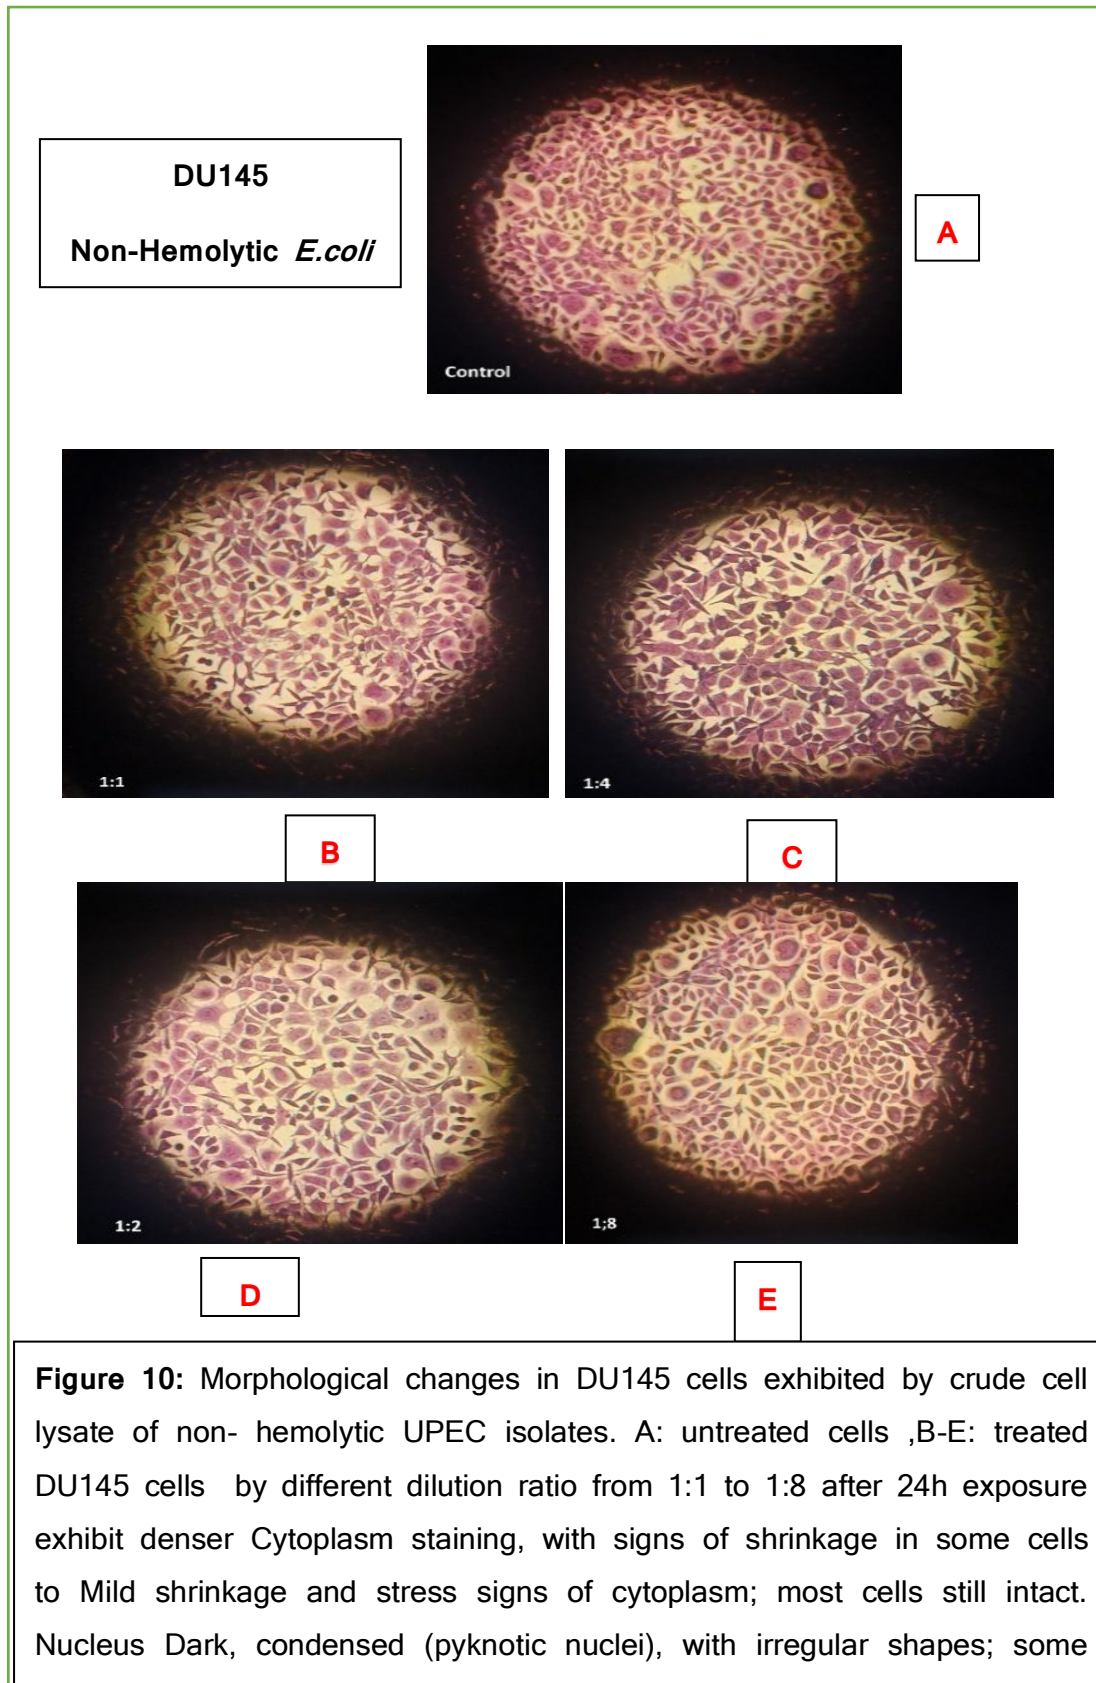 DU145
Non-Hemolytic E.coli
A
Control
1:1
1:4
B
C
1:2
1;8
D
E
Figure 10: Morphological changes in DU145 cells exhibited by crude cell
lysate of non- hemolytic UPEC isolates. A: untreated cells ,B-E: treated
DU145 cells by different dilution ratio from 1:1 to 1:8 after 24h exposure
exhibit denser Cytoplasm staining, with signs of shrinkage in some cells
to Mild shrinkage and stress signs of cytoplasm; most cells still intact.
Nucleus Dark, condensed (pyknotic nuclei), with irregular shapes; some